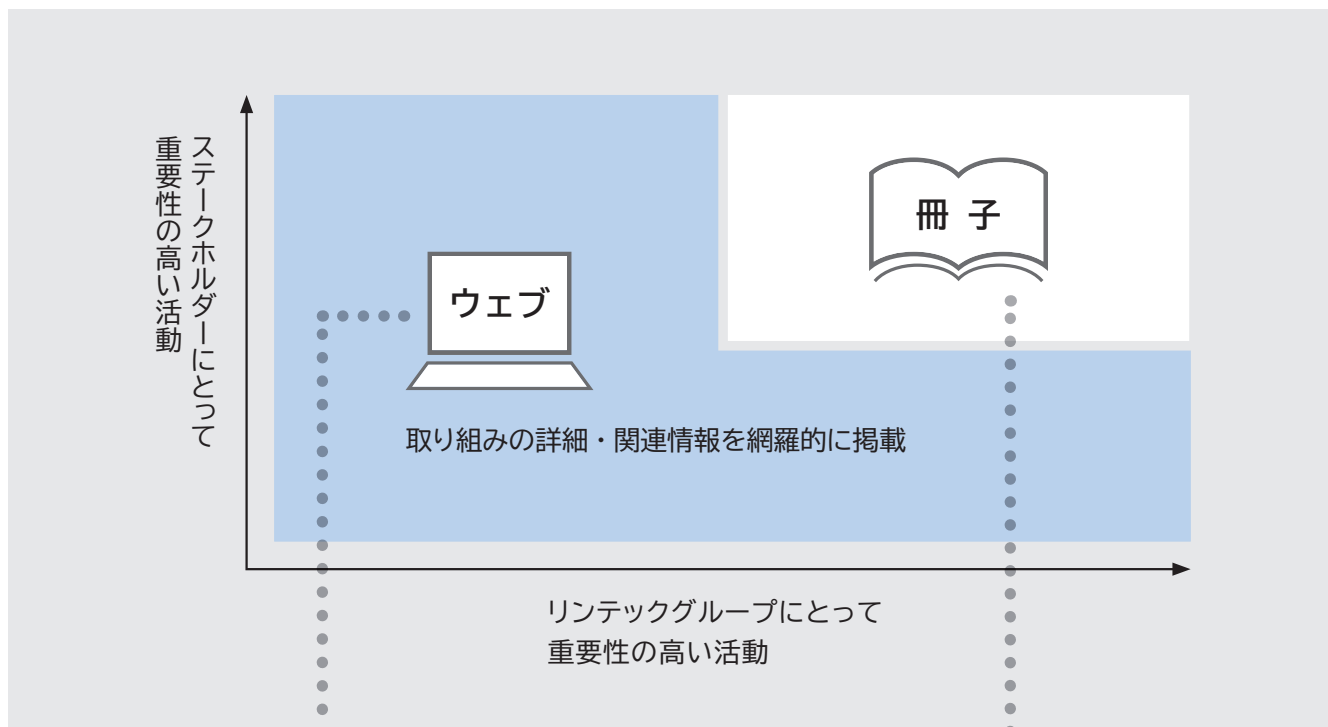 ステークホルダーにとって
重要性の高い活動
冊 子
ウェブ
取り組みの詳細・関連情報を網羅的に掲載
リンテックグループにとって
重要性の高い活動